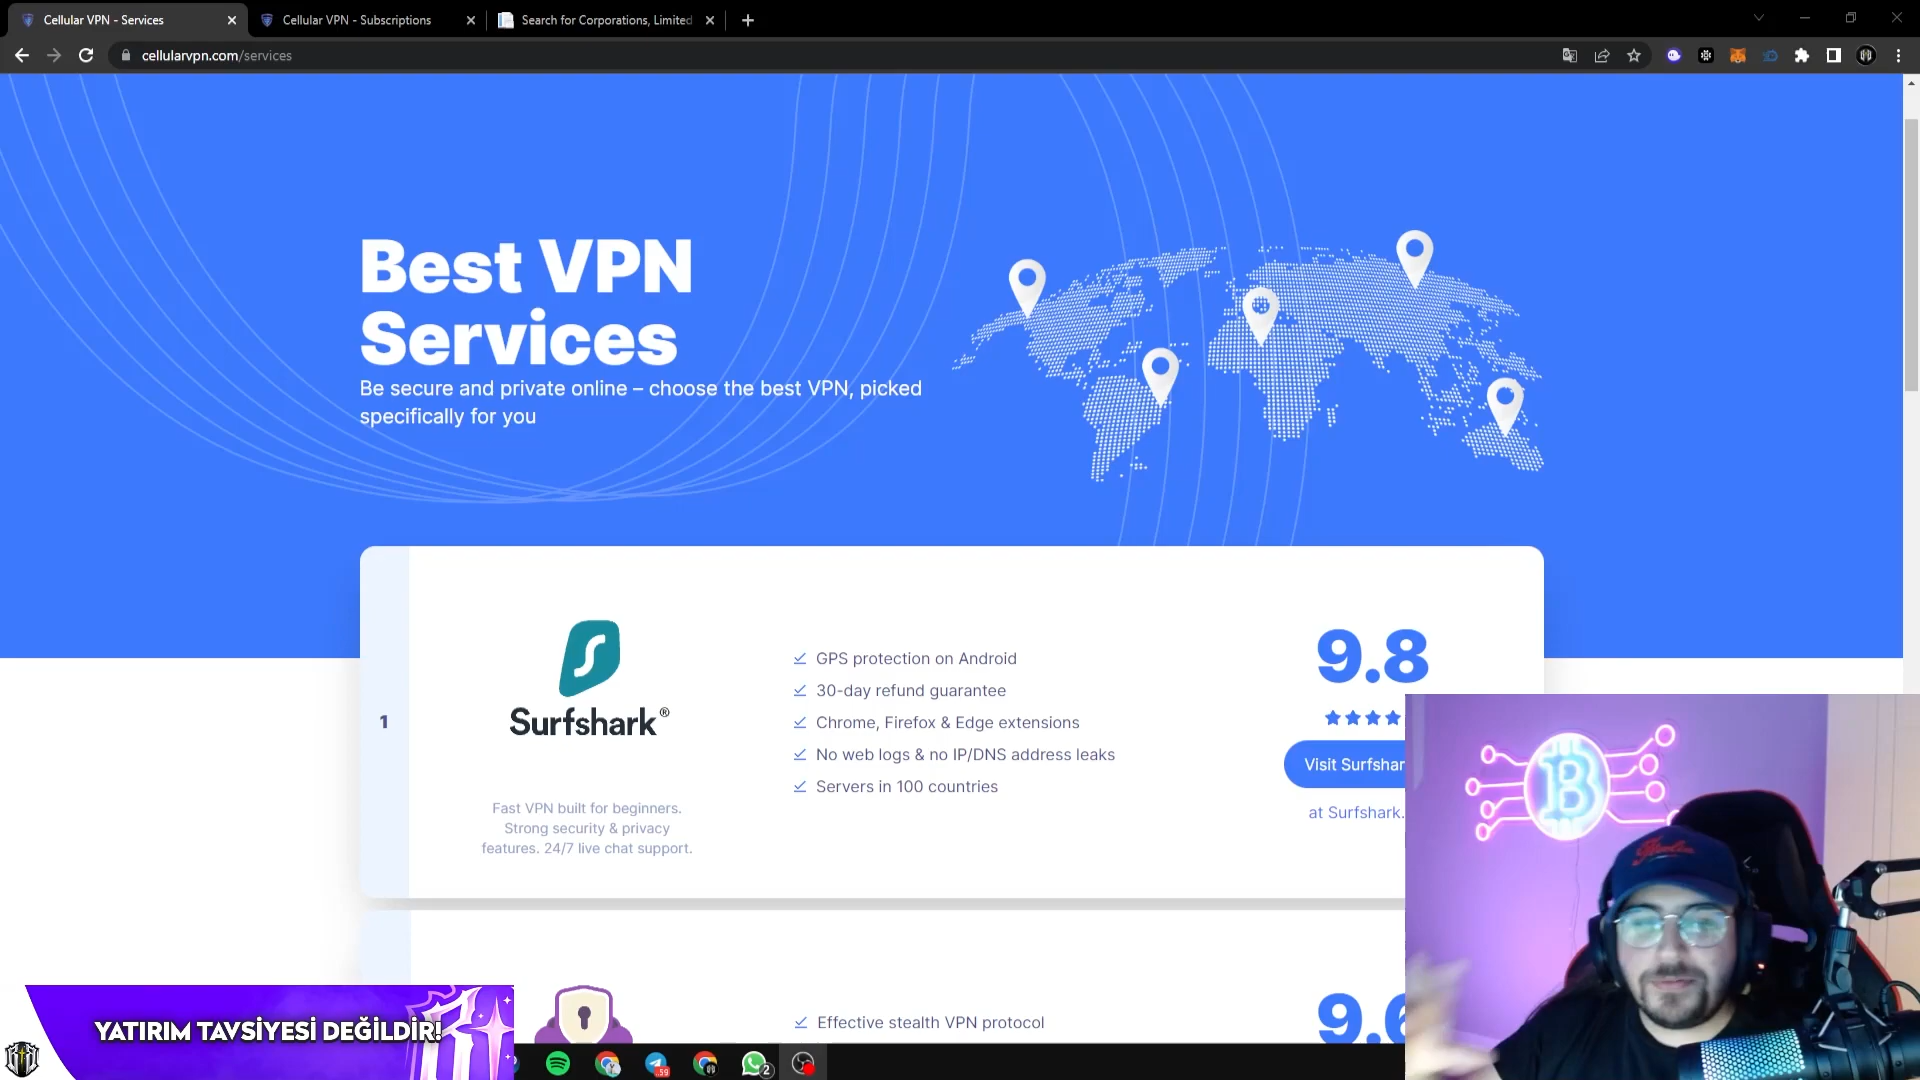 Cellular VPN - Services
Cellular VPN - Subscriptions
Search for Corporations, Limited
cellularvpn.com/services
Best VPN
Services
Be secure and private online – choose the best VPN, picked
specifically for you
1
Surfshark®
Fast VPN built for beginners.
Strong security & privacy
features. 24/7 live chat support.
GPS protection on Android
30-day refund guarantee
Chrome, Firefox & Edge extensions
No web logs & no IP/DNS address leaks
Servers in 100 countries
9.8
Visit Surfshar
at Surfshark.
Effective stealth VPN protocol
9.6
YATIRIM TAVSİYESİ DEĞİLDİR!
59
2